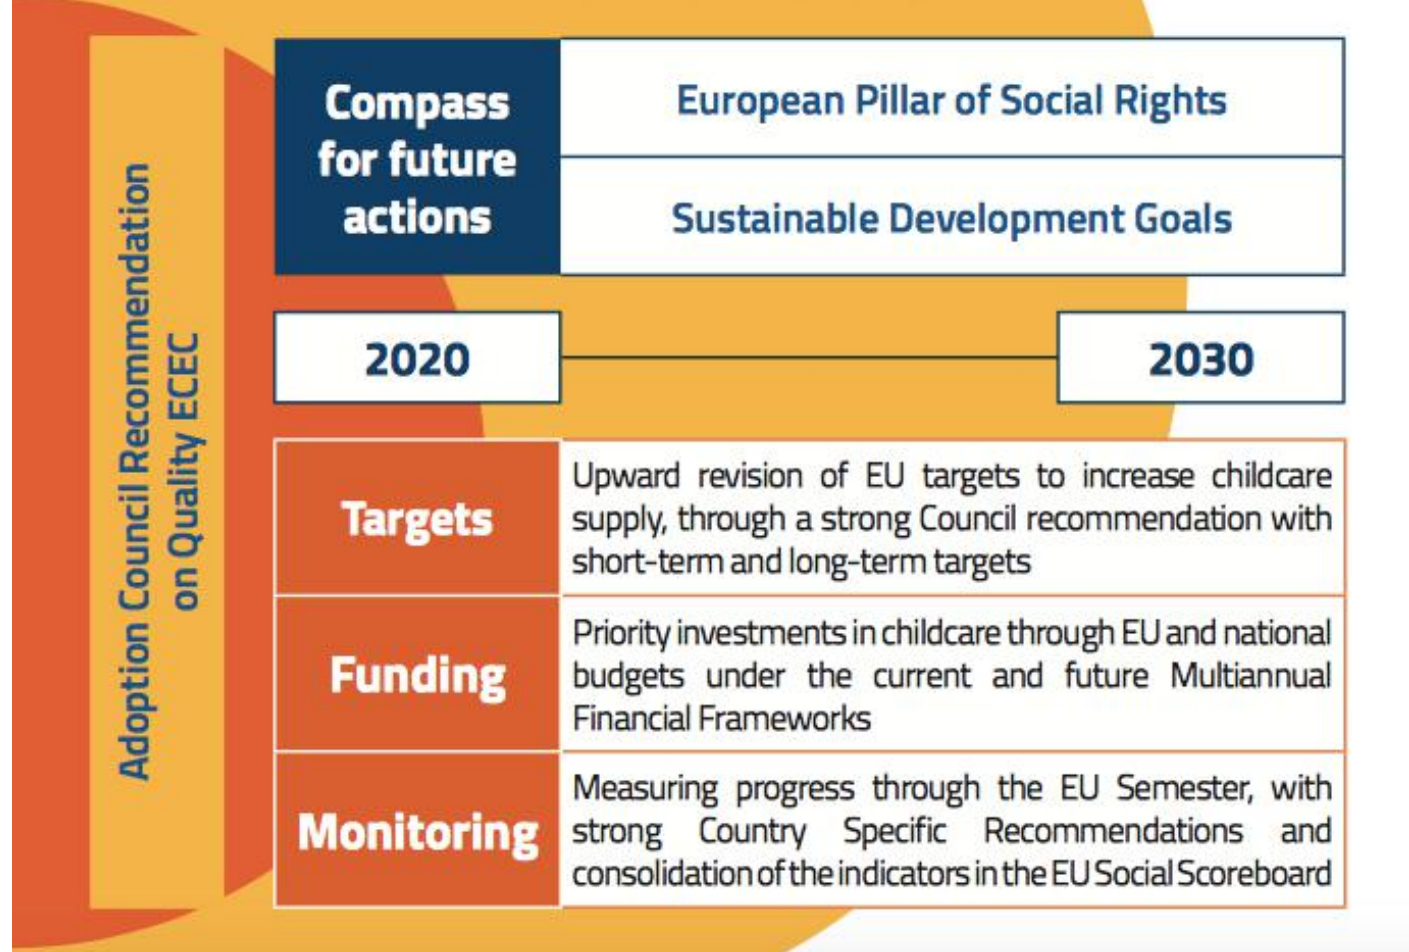 Adoption Council Recommendation
on Quality ECEC
Compass
for future
actions
European Pillar of Social Rights
Sustainable Development Goals
2020
2030
Targets
Upward revision of EU targets to increase childcare
supply, through a strong Council recommendation with
short-term and long-term targets
Funding
Priority investments in childcare through EU and national
budgets under the current and future Multiannual
Financial Frameworks
Monitoring
Measuring progress through the EU Semester, with
strong Country Specific Recommendations and
consolidation of the indicators in the EU Social Scoreboard